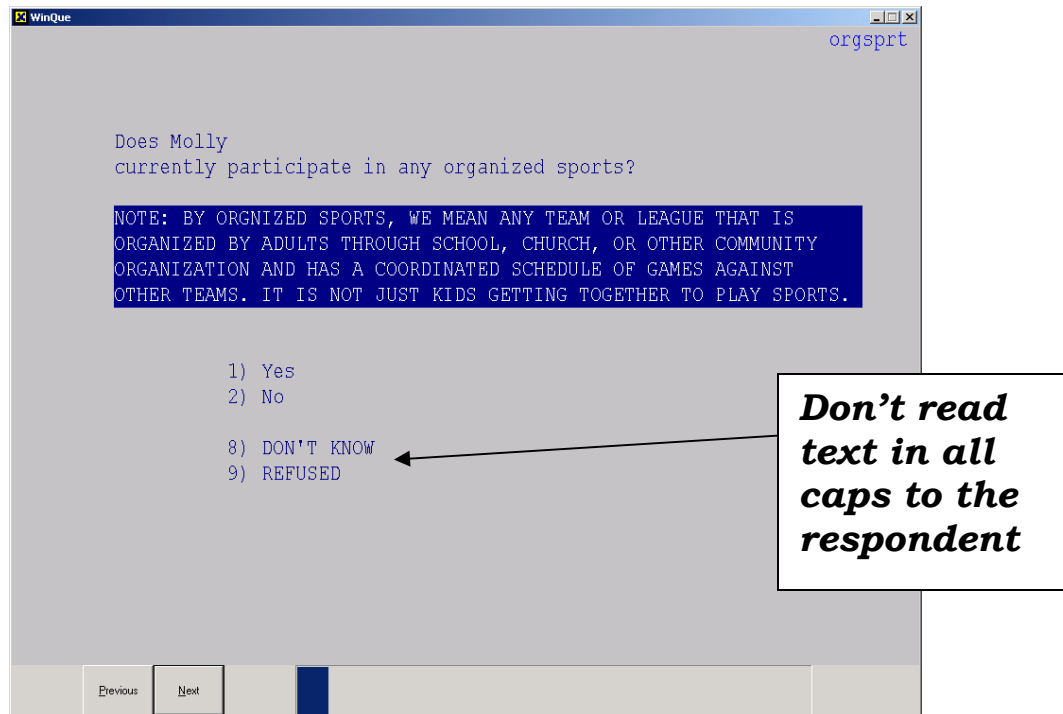 WinQue
orgsprt
Does Molly
currently participate in any organized sports?
NOTE: BY ORGNIZED SPORTS, WE MEAN ANY TEAM OR LEAGUE THAT IS
ORGANIZED BY ADULTS THROUGH SCHOOL, CHURCH, OR OTHER COMMUNITY
ORGANIZATION AND HAS A COORDINATED SCHEDULE OF GAMES AGAINST
OTHER TEAMS. IT IS NOT JUST KIDS GETTING TOGETHER TO PLAY SPORTS.
1) Yes
2) No
8) DON'T KNOW
9) REFUSED
Don’t read
text in all
caps to the
respondent
Previous Next